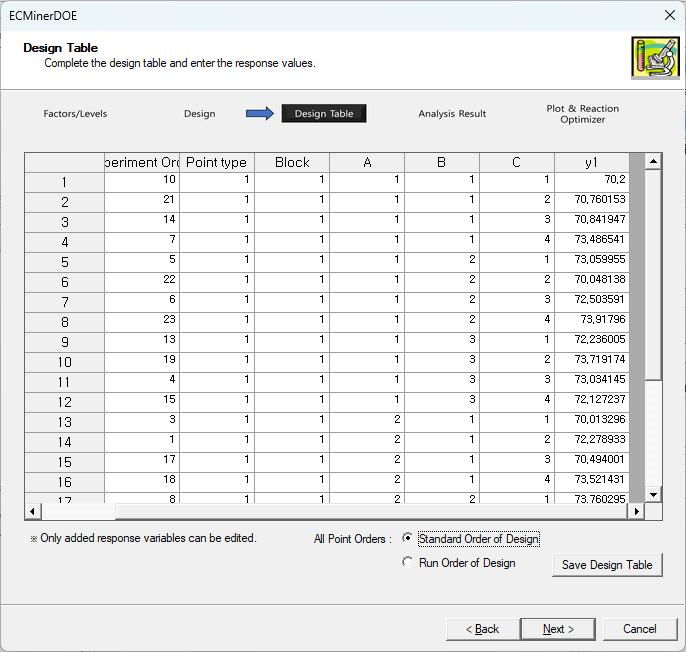 ECMinerDOE
Design Table
Complete the design table and enter the response values.
Factors/Levels Design Design Table Analysis Result Plot & Reaction Optimizer
periment Ord Point type Block A B C y1
1 10 1 1 1 1 1 70,2
2 21 1 1 1 1 2 70,760153
3 14 1 1 1 1 3 70,841947
4 7 1 1 1 1 4 73,486541
5 5 1 1 1 2 1 73,059955
6 22 1 1 1 2 2 70,048138
7 6 1 1 1 2 3 72,503591
8 23 1 1 1 2 4 73,91796
9 13 1 1 1 3 1 72,236005
10 19 1 1 1 3 2 73,719174
11 4 1 1 1 3 3 73,034145
12 15 1 1 1 3 4 72,127237
13 3 1 1 2 1 1 70,013296
14 1 1 1 2 1 2 72,278933
15 17 1 1 2 1 3 70,494001
16 18 1 1 2 1 4 73,521431
17 8 1 1 2 2 1 73,760295
※ Only added response variables can be edited.
All Point Orders : Standard Order of Design
Run Order of Design
Save Design Table
< Back Next > Cancel